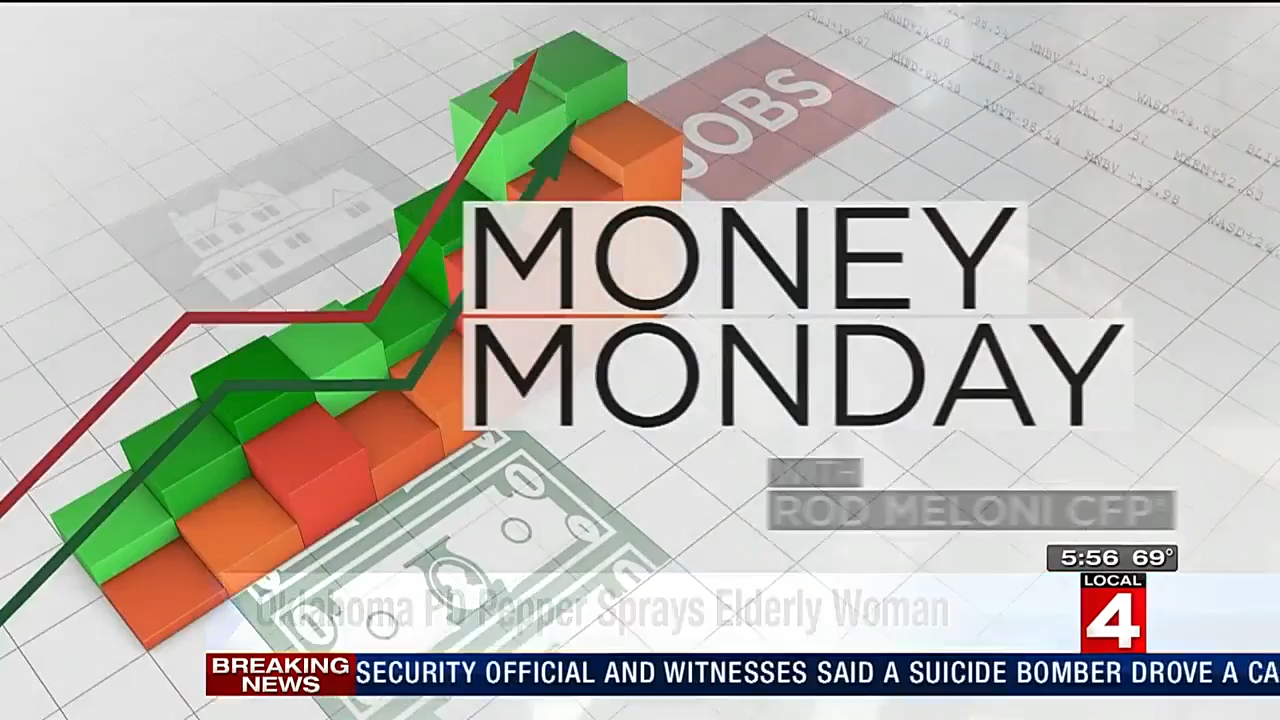 JOBS
MONEY
MONDAY
WITH
ROD MELONI CFP®
5:56 69°
LOCAL
4
Oklahoma PD Pepper Sprays Elderly Woman
BREAKING
NEWS
SECURITY OFFICIAL AND WITNESSES SAID A SUICIDE BOMBER DROVE A CA